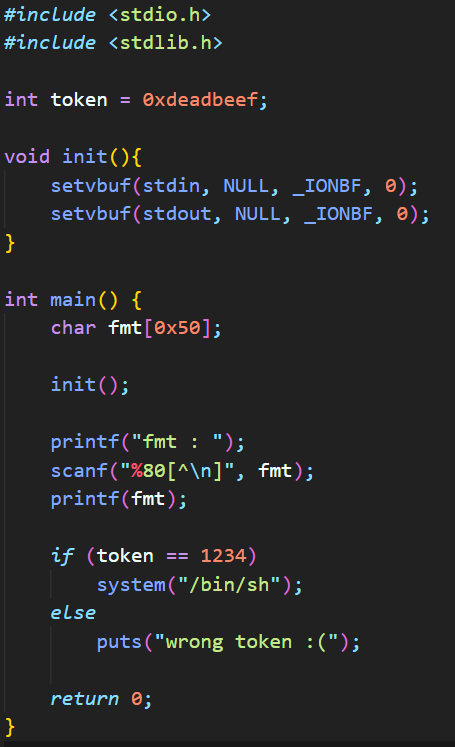 #include <stdio.h>
#include <stdlib.h>

int token = 0xdeadbeef;

void init(){
    setvbuf(stdin, NULL, _IONBF, 0);
    setvbuf(stdout, NULL, _IONBF, 0);
}

int main() {
    char fmt[0x50];

    init();

    printf("fmt : ");
    scanf("%80[^\n]", fmt);
    printf(fmt);

    if (token == 1234)
        system("/bin/sh");
    else
        puts("wrong token :(");

    return 0;
}